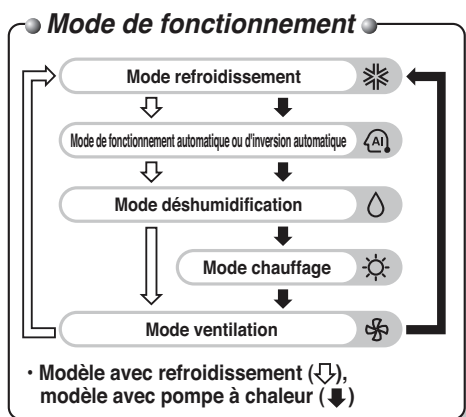 Mode de fonctionnement
Mode refroidissement
Mode de fonctionnement automatique ou d'inversion automatique
AI
Mode déshumidification
Mode chauffage
Mode ventilation
• Modèle avec refroidissement (⇩),
modèle avec pompe à chaleur (⬇)